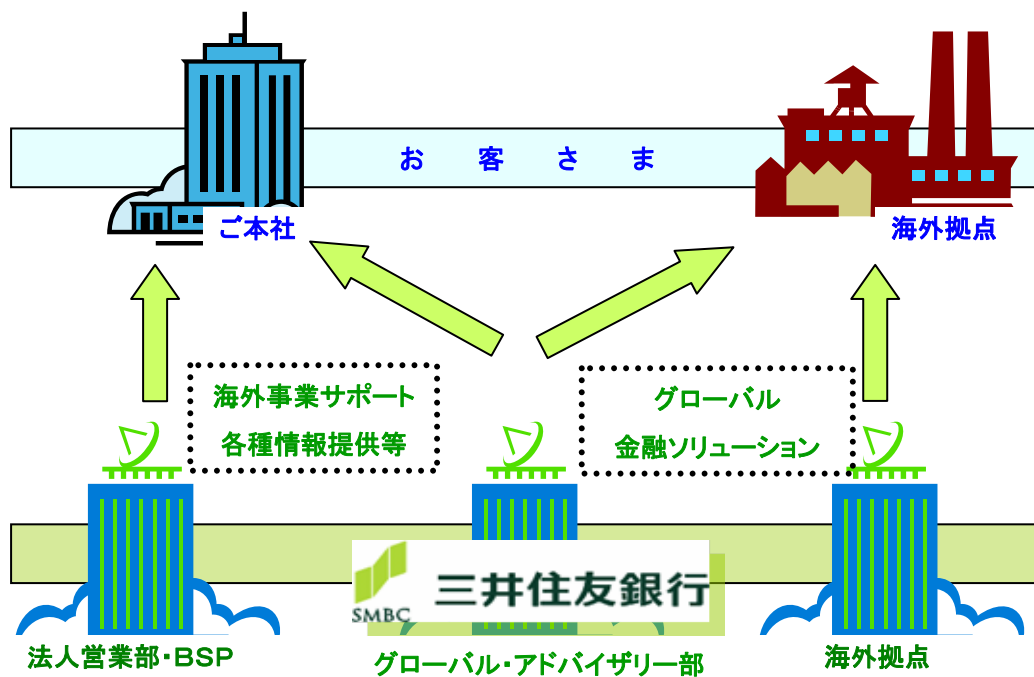 お客さま
ご本社
海外拠点
海外事業サポート
各種情報提供等
グローバル
金融ソリューション
SMBC
三井住友銀行
法人営業部・BSP
グローバル・アドバイザリー部
海外拠点